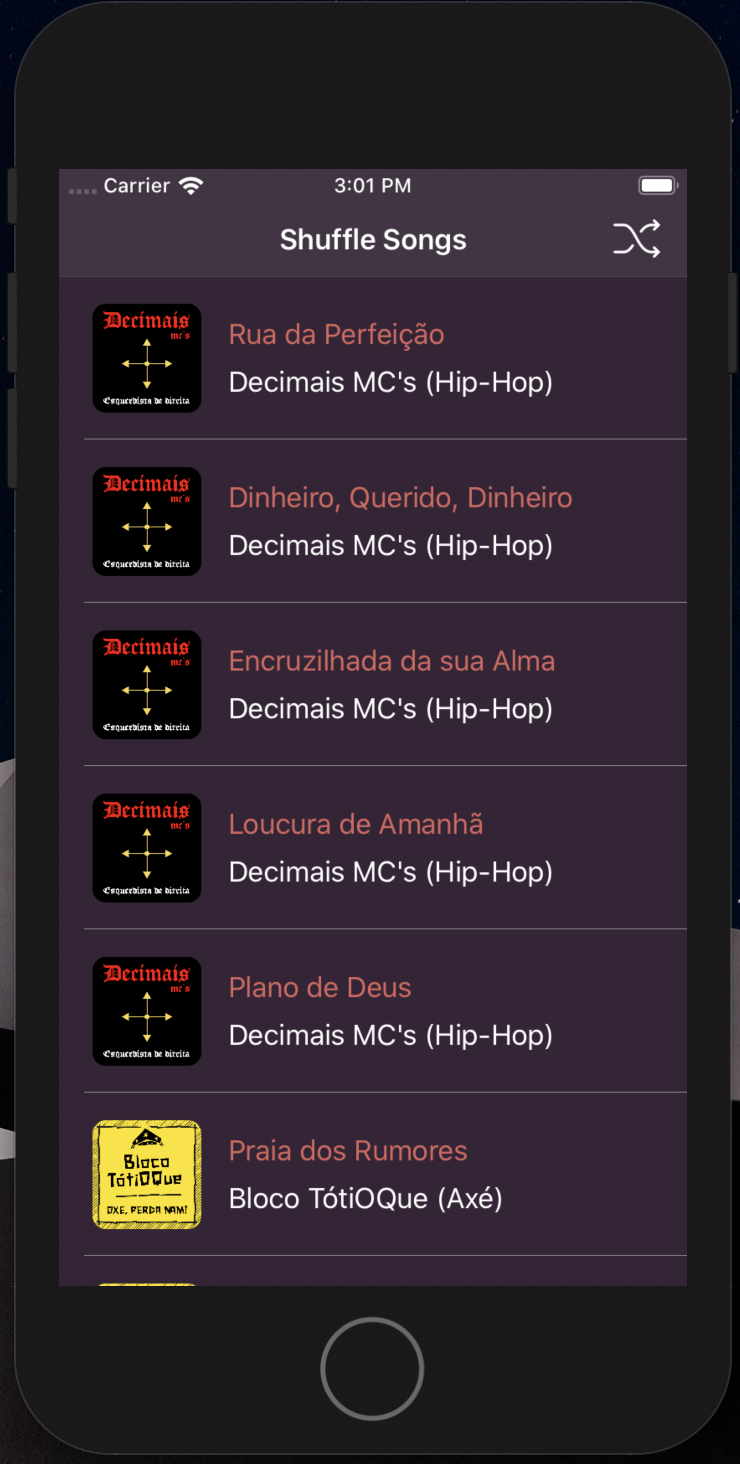 Carrier
3:01 PM
Shuffle Songs
Decimais
mc's
Esquerdista de direita
Rua da Perfeição
Decimais MC's (Hip-Hop)
Decimais
mc's
Esquerdista de direita
Dinheiro, Querido, Dinheiro
Decimais MC's (Hip-Hop)
Decimais
mc's
Esquerdista de direita
Encruzilhada da sua Alma
Decimais MC's (Hip-Hop)
Decimais
mc's
Esquerdista de direita
Loucura de Amanhã
Decimais MC's (Hip-Hop)
Decimais
mc's
Esquerdista de direita
Plano de Deus
Decimais MC's (Hip-Hop)
Bloco
TótiOQue
OXE, PERDA NAM!
Praia dos Rumores
Bloco TótiOQue (Axé)